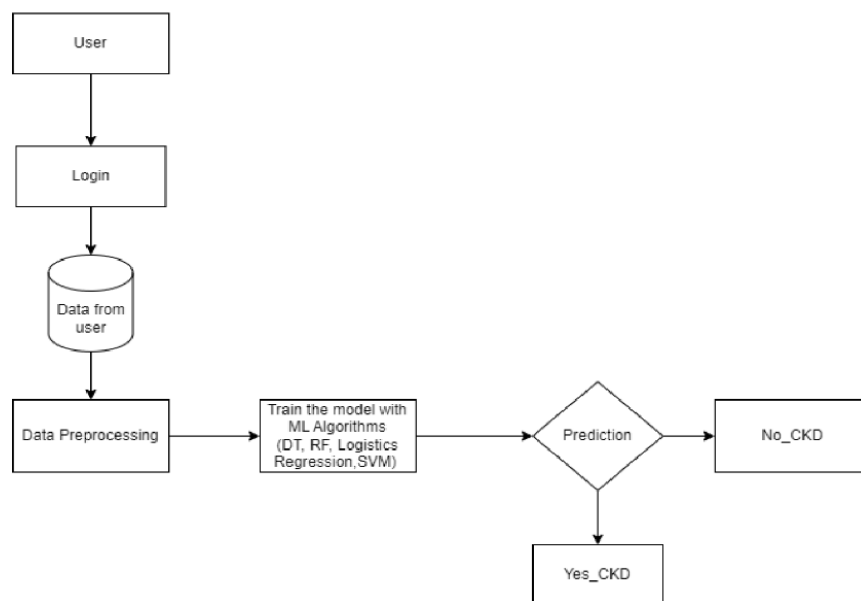 User
Login
Data from
user
Data Preprocessing
Train the model with
ML Algorithms
(DT, RF, Logistics
Regression,SVM)
Prediction
No_CKD
Yes_CKD